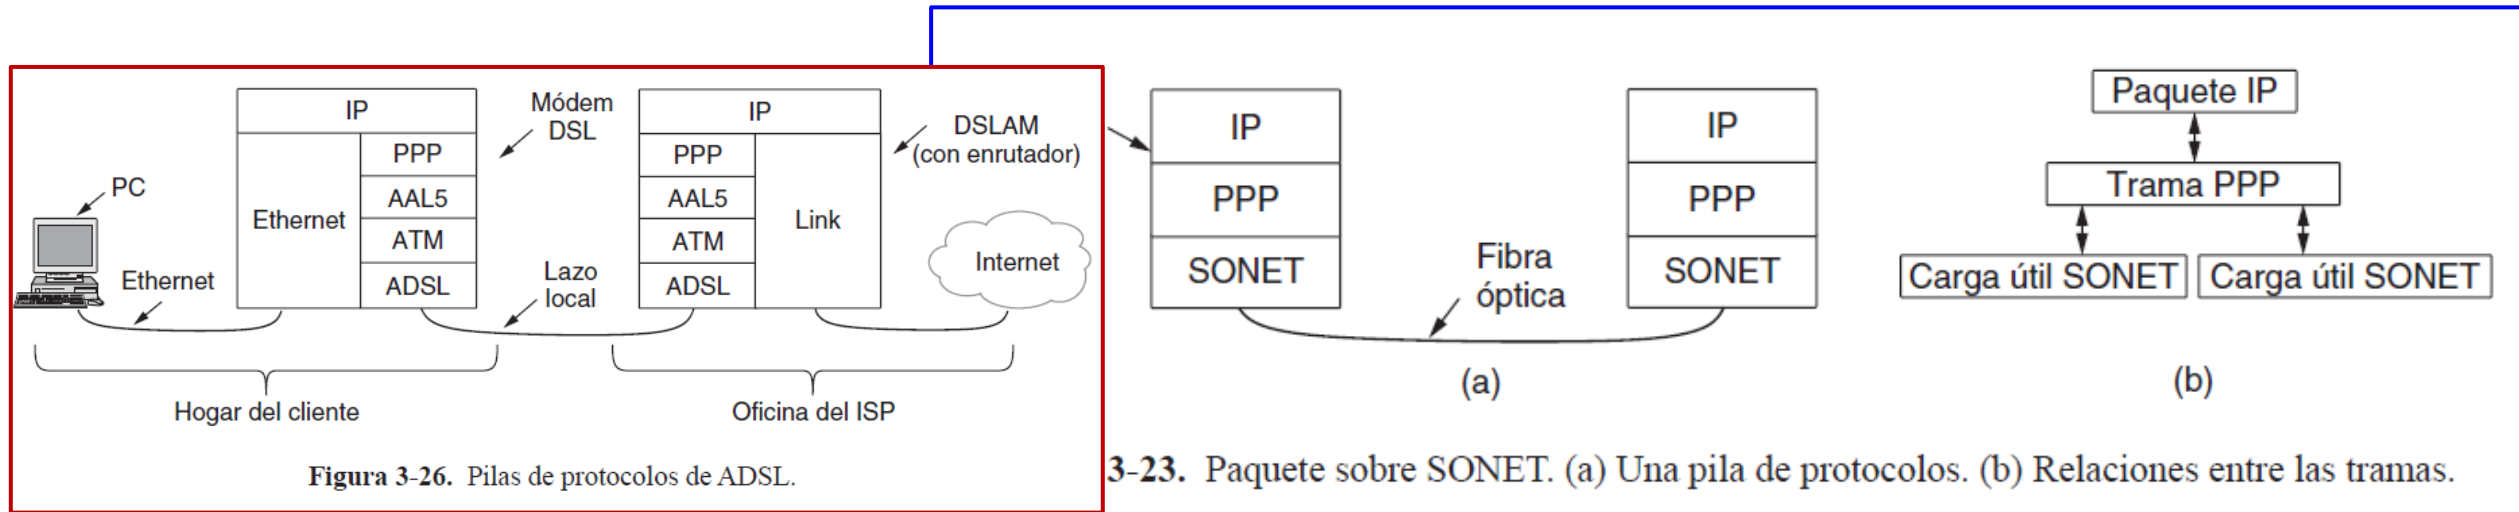 IP
Ethernet
PPP
AAL5
ATM
ADSL
Módem
DSL
IP
PPP
AAL5
ATM
ADSL
Link
DSLAM
(con enrutador)
PC
Ethernet
Lazo
local
Internet
Hogar del cliente
Oficina del ISP
Figura 3-26. Pilas de protocolos de ADSL.
IP
PPP
SONET
Fibra
óptica
IP
PPP
SONET
(a)
Paquete IP
Trama PPP
Carga útil SONET
Carga útil SONET
(b)
3-23. Paquete sobre SONET. (a) Una pila de protocolos. (b) Relaciones entre las tramas.